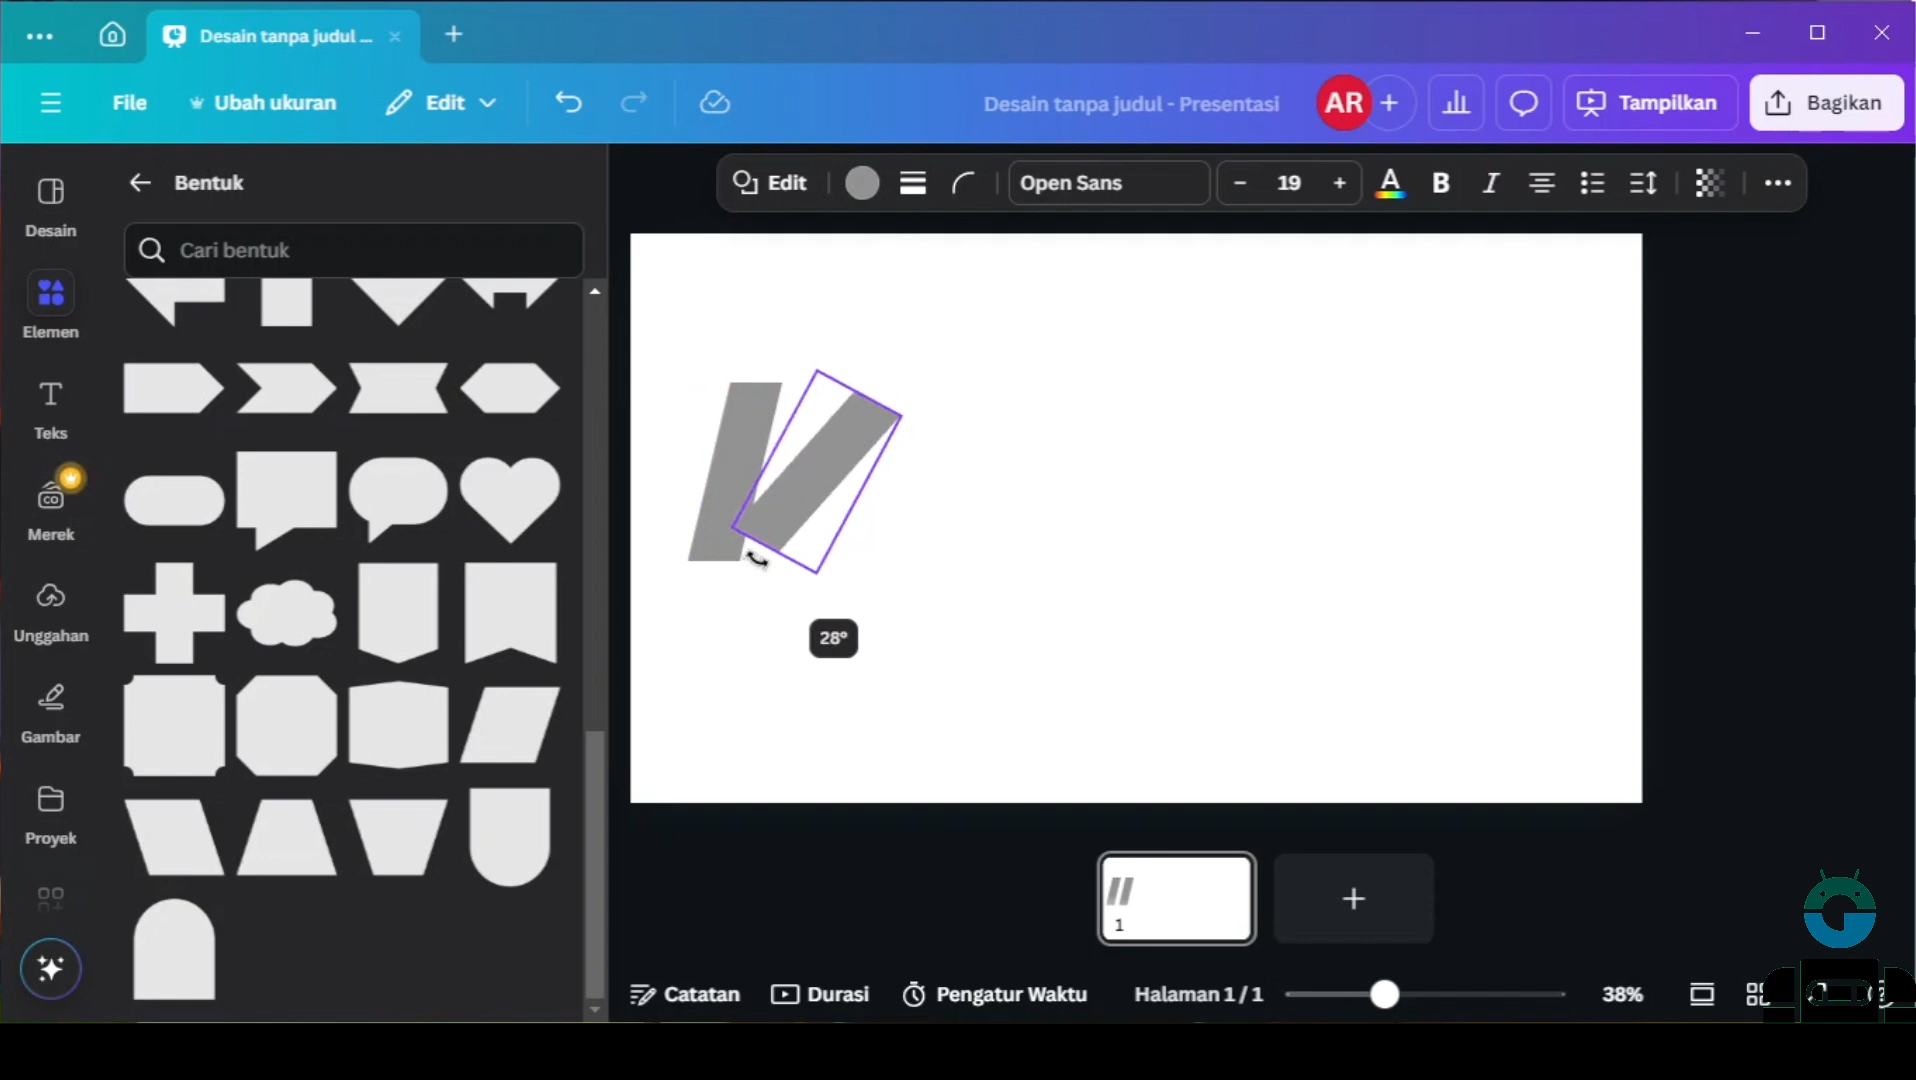 Desain tanpa judul ...
File
Ubah ukuran
Edit
Desain tanpa judul - Presentasi
AR
Tampilkan
Bagikan
Desain
Elemen
Teks
Merek
CO
Unggahan
Gambar
Proyek
Bentuk
Cari bentuk
Edit
Open Sans
19
A
B
I
28°
1
Catatan
Durasi
Pengatur Waktu
Halaman 1 / 1
38%